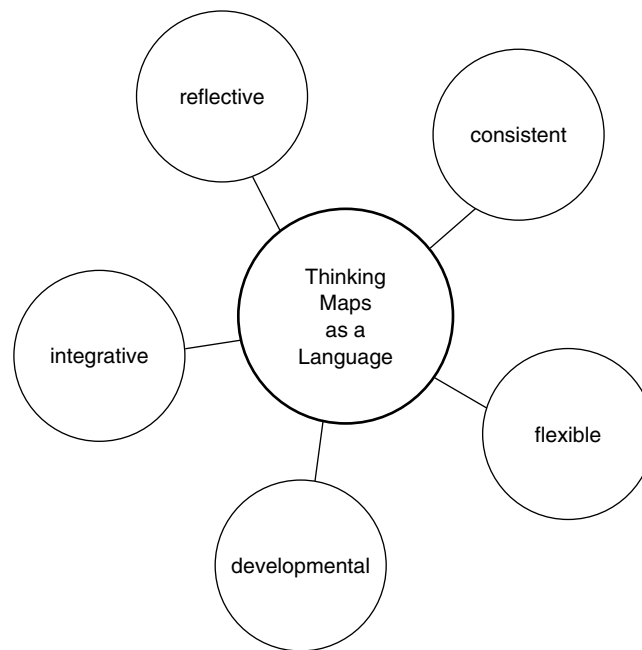 reflective
consistent
Thinking
Maps
as a
Language
integrative
flexible
developmental